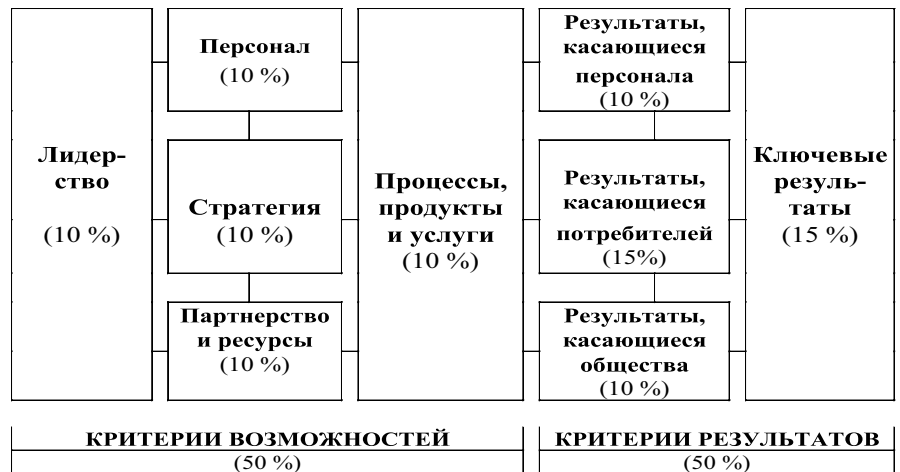 Лидер-
ство
(10 %)
Персонал
(10 %)
Стратегия
(10 %)
Партнерство
и ресурсы
(10 %)
Процессы,
продукты
и услуги
(10 %)
Результаты,
касающиеся
персонала
(10 %)
Результаты,
касающиеся
потребителей
(15%)
Результаты,
касающиеся
общества
(10 %)
Ключевые
резуль-
таты
(15 %)
КРИТЕРИИ ВОЗМОЖНОСТЕЙ
(50 %)
КРИТЕРИИ РЕЗУЛЬТАТОВ
(50 %)